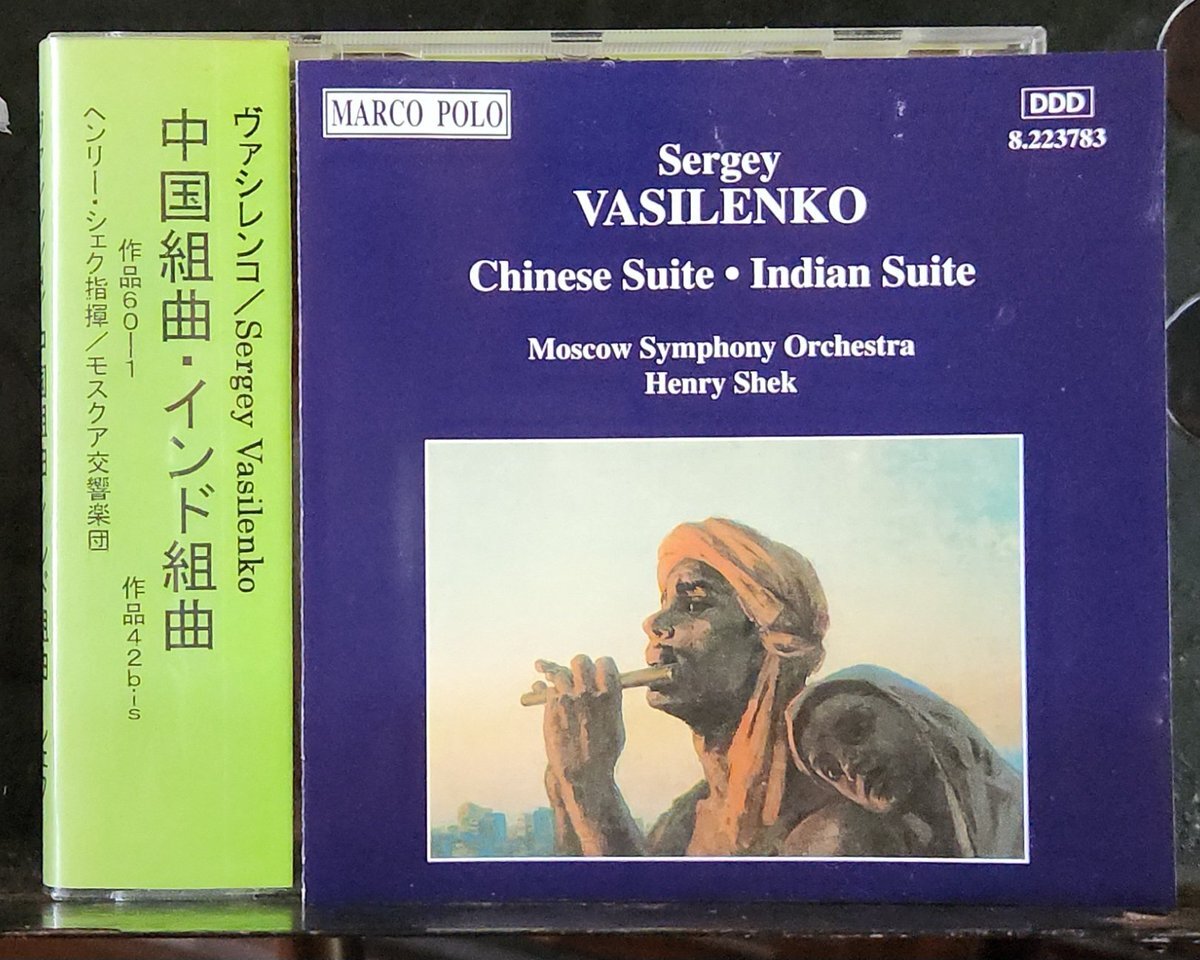 ヴァシレンコ／Sergey Vasilenko
中国組曲・インド組曲
作品60―1
作品42bis
ヘンリー・シェク指揮／モスクア交響楽団
MARCO POLO
DDD
8.223783
Sergey
VASILENKO
Chinese Suite • Indian Suite
Moscow Symphony Orchestra
Henry Shek